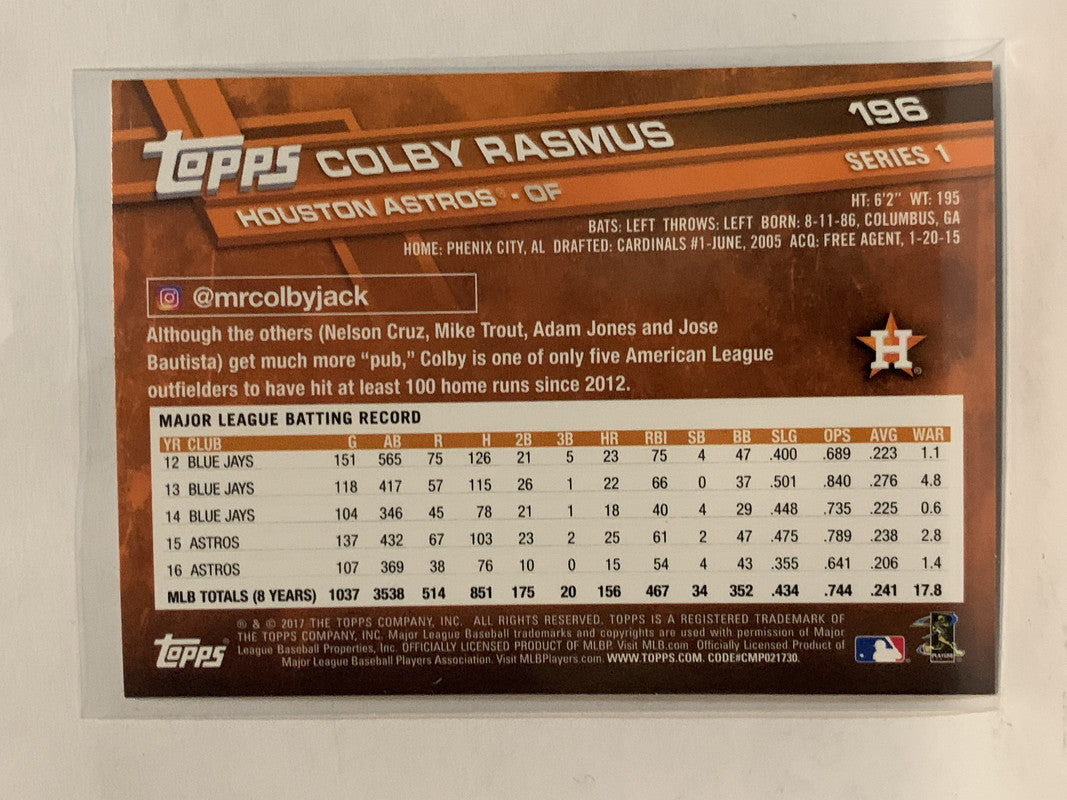 196
TOPPS COLBY RASMUS
SERIES 1
HOUSTON ASTROS® • OF
HT: 6'2" WT: 195
BATS: LEFT THROWS: LEFT BORN: 8-11-86, COLUMBUS, GA
HOME: PHENIX CITY, AL DRAFTED: CARDINALS #1-JUNE, 2005 ACQ: FREE AGENT, 1-20-15
@mrcolbyjack
Although the others (Nelson Cruz, Mike Trout, Adam Jones and Jose
Bautista) get much more “pub,” Colby is one of only five American League
outfielders to have hit at least 100 home runs since 2012.
H®
MAJOR LEAGUE BATTING RECORD
YR CLUB G AB R H 2B 3B HR RBI SB BB SLG OPS AVG WAR
12 BLUE JAYS 151 565 75 126 21 5 23 75 4 47 .400 .689 .223 1.1
13 BLUE JAYS 118 417 57 115 26 1 22 66 0 37 .501 .840 .276 4.8
14 BLUE JAYS 104 346 45 78 21 1 18 40 4 29 .448 .735 .225 0.6
15 ASTROS 137 432 67 103 23 2 25 61 2 47 .475 .789 .238 2.8
16 ASTROS 107 369 38 76 10 0 15 54 4 43 .355 .641 .206 1.4
MLB TOTALS (8 YEARS) 1037 3538 514 851 175 20 156 467 34 352 .434 .744 .241 17.8
® & © 2017 THE TOPPS COMPANY, INC. ALL RIGHTS RESERVED. TOPPS IS A REGISTERED TRADEMARK OF
THE TOPPS COMPANY, INC. Major League Baseball trademarks and copyrights are used with permission of Major
League Baseball Properties, Inc. OFFICIALLY LICENSED PRODUCT OF MLBP. Visit MLB.com. Officially Licensed Product of
Major League Baseball Players Association. Visit MLBPlayers.com. WWW.TOPPS.COM. CODE#CMP021730.
TOPPS®
PLAYERS